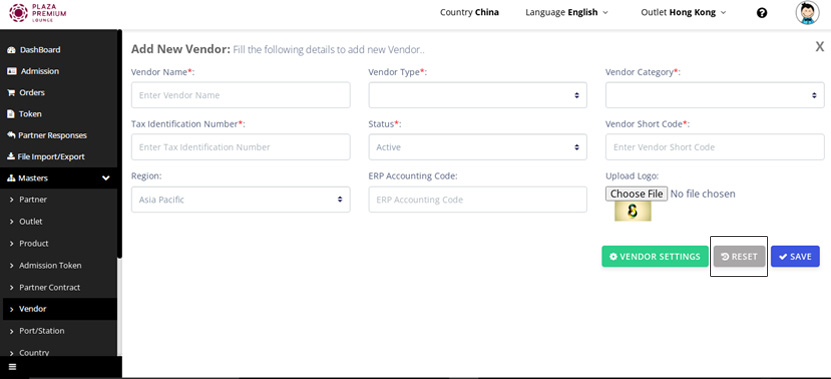 PLAZA
PREMIUM
LOUNGE
Country China
Language English
Outlet Hong Kong
DashBoard
Admission
Orders
Token
Partner Responses
File Import/Export
Masters
Partner
Outlet
Product
Admission Token
Partner Contract
Vendor
Port/Station
Country
Add New Vendor: Fill the following details to add new Vendor..
X
Vendor Name*:
Vendor Type*:
Vendor Category*:
Enter Vendor Name
Tax Identification Number*:
Status*:
Vendor Short Code*:
Enter Tax Identification Number
Active
Enter Vendor Short Code
Region:
ERP Accounting Code:
Upload Logo:
Asia Pacific
ERP Accounting Code
Choose File No file chosen
VENDOR SETTINGS
RESET
SAVE